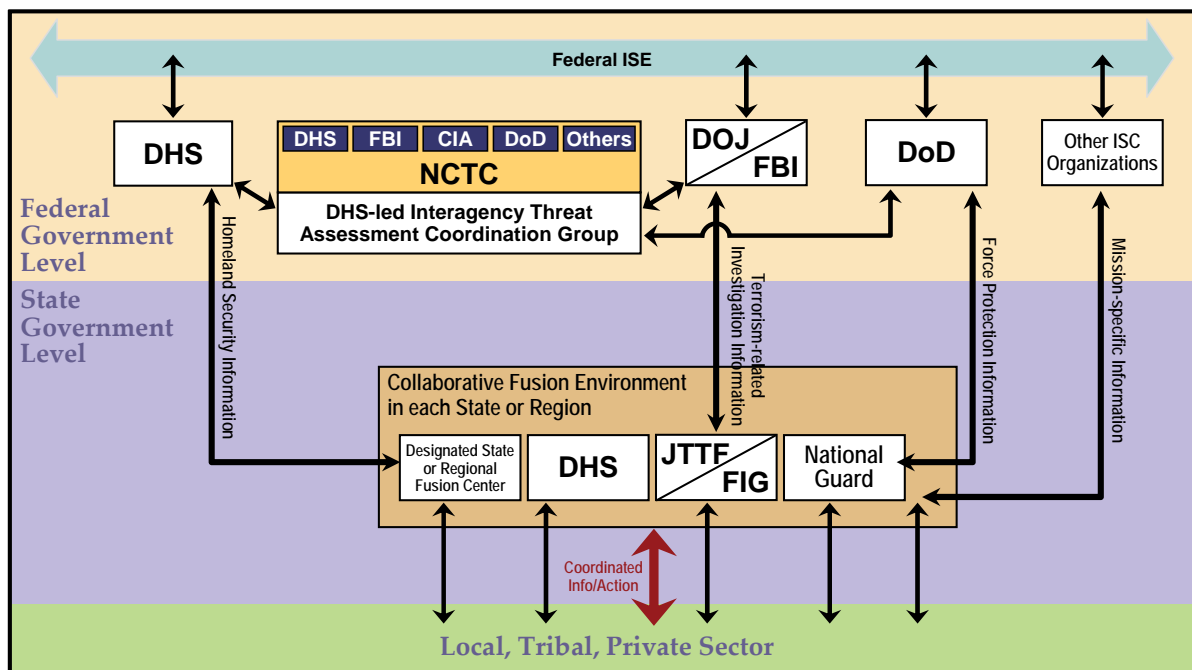 Federal ISE
DHS
DHS FBI CIA DoD Others
NCTC
DHS-led Interagency Threat
Assessment Coordination Group
DOJ
FBI
DoD
Other ISC
Organizations
Federal
Government
Level
State
Government
Level
Homeland Security Information
Terrorism-related
Investigation Information
Force Protection Information
Mission-specific Information
Collaborative Fusion Environment
in each State or Region
Designated State
or Regional
Fusion Center
DHS
JTTF
FIG
National
Guard
Coordinated
Info/Action
Local, Tribal, Private Sector